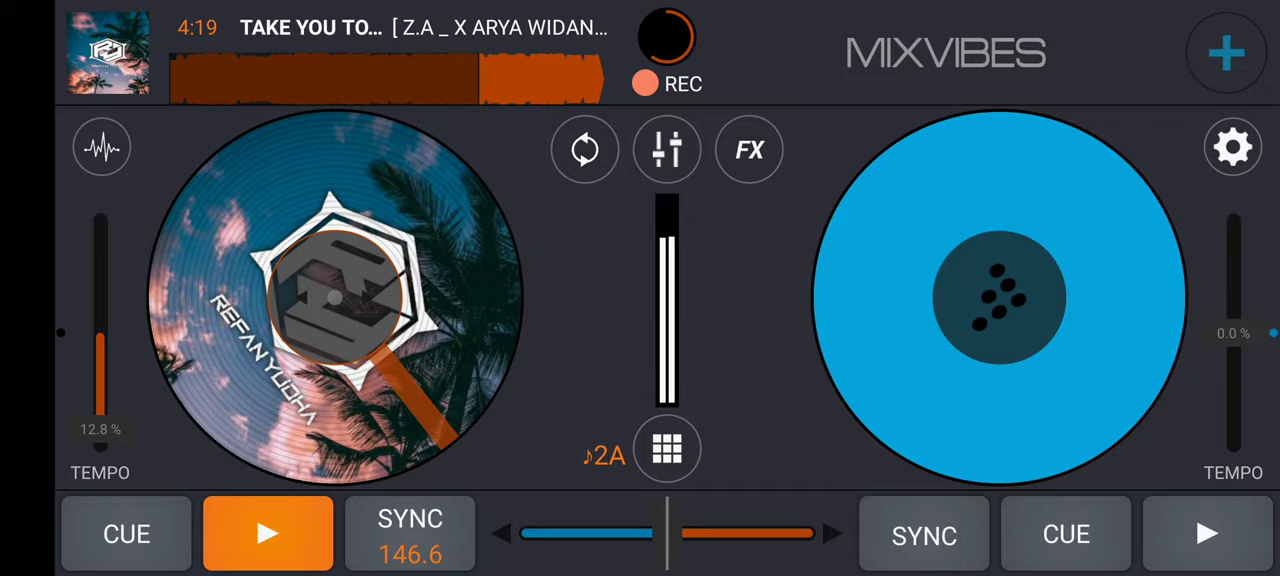 4:19 TAKE YOU TO... [ Z.A _ X ARYA WIDAN...
REC
MIXVIBES
FX
REFAN YUDHA
12.8 %
0.0 %
TEMPO
TEMPO
♪2A
CUE
SYNC
146.6
SYNC
CUE